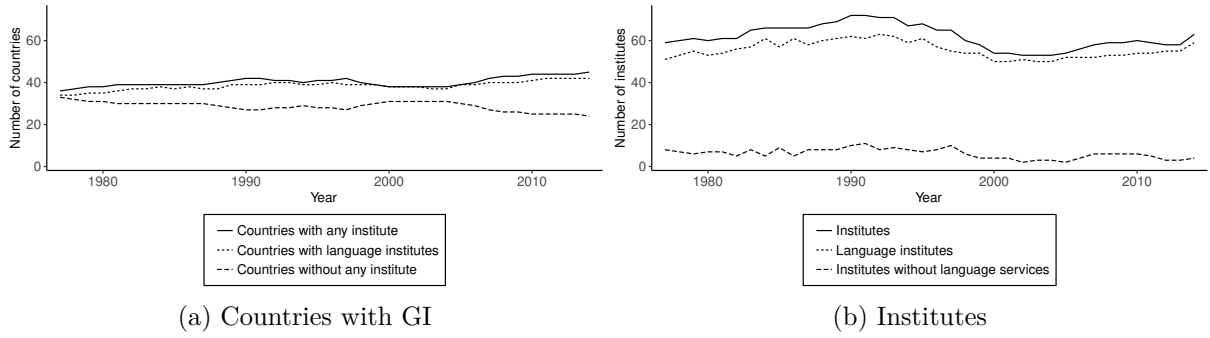 Number of countries
60
40
20
0
1980
1990
2000
2010
Year
Countries with any institute
Countries with language institutes
Countries without any institute
(a) Countries with GI
Number of institutes
60
40
20
0
1980
1990
2000
2010
Year
Institutes
Language institutes
Institutes without language services
(b) Institutes